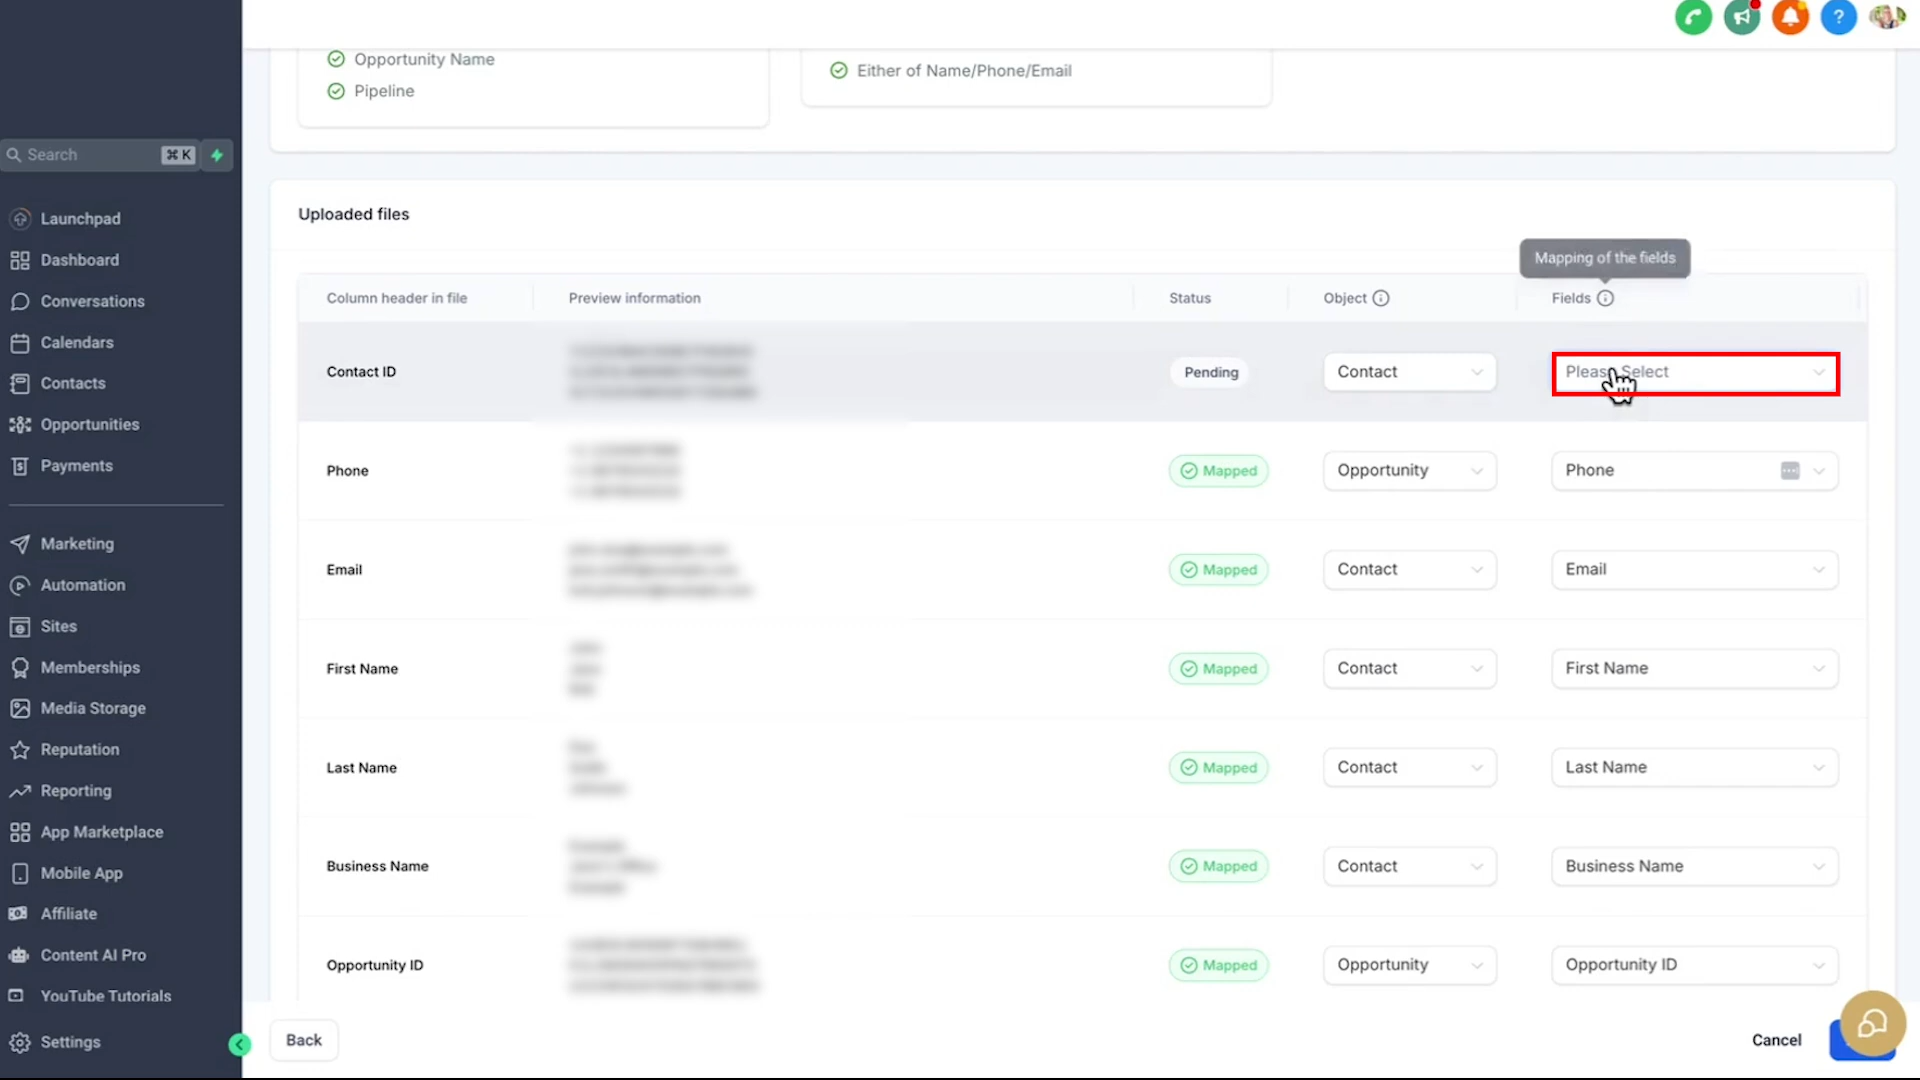 Opportunity Name
Pipeline
Either of Name/Phone/Email
?
Search
⌘ K
Launchpad
Dashboard
Conversations
Calendars
Contacts
Opportunities
Payments
Marketing
Automation
Sites
Memberships
Media Storage
Reputation
Reporting
App Marketplace
Mobile App
Affiliate
Content AI Pro
YouTube Tutorials
Settings
Uploaded files
Mapping of the fields
Column header in file Preview information Status Object Fields
Contact ID Pending Contact Please Select
Phone Mapped Opportunity Phone
Email Mapped Contact Email
First Name Mapped Contact First Name
Last Name Mapped Contact Last Name
Business Name Mapped Contact Business Name
Opportunity ID Mapped Opportunity Opportunity ID
Back Cancel